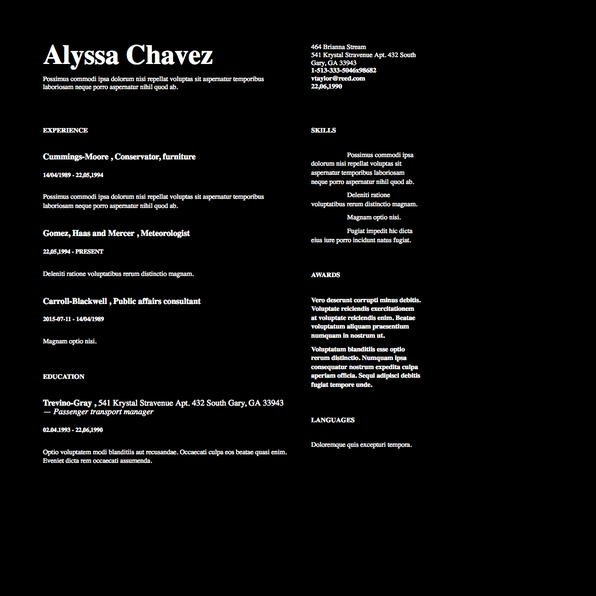 Alyssa Chavez
Possimus commodi ipsa dolorum nisi repellat voluptas sit aspernatur temporibus
laboriosam neque porro aspernatur nihil quod ab.
464 Brianna Stream
541 Krystal Stravenue Apt. 432 South
Gary, GA 33943
1-513-333-5046x98682
vtaylor@reed.com
22,06,1990
EXPERIENCE
Cummings-Moore , Conservator, furniture
14/04/1989 - 22,05,1994
Possimus commodi ipsa dolorum nisi repellat voluptas sit aspernatur temporibus
laboriosam neque porro aspernatur nihil quod ab.
Gomez, Haas and Mercer , Meteorologist
22,05,1994 - PRESENT
Deleniti ratione voluptatibus rerum distinctio magnam.
Carroll-Blackwell , Public affairs consultant
2015-07-11 - 14/04/1989
Magnam optio nisi.
EDUCATION
Trevino-Gray , 541 Krystal Stravenue Apt. 432 South Gary, GA 33943
— Passenger transport manager
02.04.1993 - 22,06,1990
Optio voluptatem modi blanditiis aut recusandae. Occaecati culpa eos beatae quasi enim.
Eveniet dicta rem occaecati assumenda.
SKILLS
Possimus commodi ipsa
dolorum nisi repellat voluptas sit
aspernatur temporibus laboriosam
neque porro aspernatur nihil quod ab.
Deleniti ratione
voluptatibus rerum distinctio magnam.
Magnam optio nisi.
Fugiat impedit hic dicta
eius iure porro incidunt natus fugiat.
AWARDS
Vero deserunt corrupti minus debitis.
Voluptate reiciendis exercitationem
at voluptate reiciendis enim. Beatae
voluptatum aliquam praesentium
numquam in nostrum ut.
Voluptatum blanditiis esse optio
rerum distinctio. Numquam ipsa
consequatur nostrum expedita culpa
aperiam officia. Sequi adipisci debitis
fugiat tempore unde.
LANGUAGES
Doloremque quis excepturi tempora.